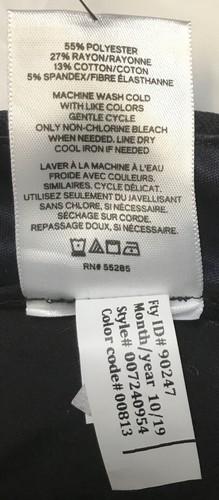 55% POLYESTER
27% RAYON/RAYONNE
13% COTTON/COTON
5% SPANDEX/FIBRE ÉLASTHANNE
MACHINE WASH COLD
WITH LIKE COLORS
GENTLE CYCLE
ONLY NON-CHLORINE BLEACH
WHEN NEEDED. LINE DRY
COOL IRON IF NEEDED
LAVER À LA MACHINE À L'EAU
FROIDE AVEC COULEURS
SIMILAIRES. CYCLE DÉLICAT.
UTILISEZ SEULEMENT DU JAVELLISANT
SANS CHLORE, SI NÉCESSAIRE.
SÉCHAGE SUR CORDE.
REPASSAGE DOUX, SI NÉCESSAIRE.
RN# 55285
Fty ID# 90247
Month/year 10/19
Style# 007240954
Color code# 00813